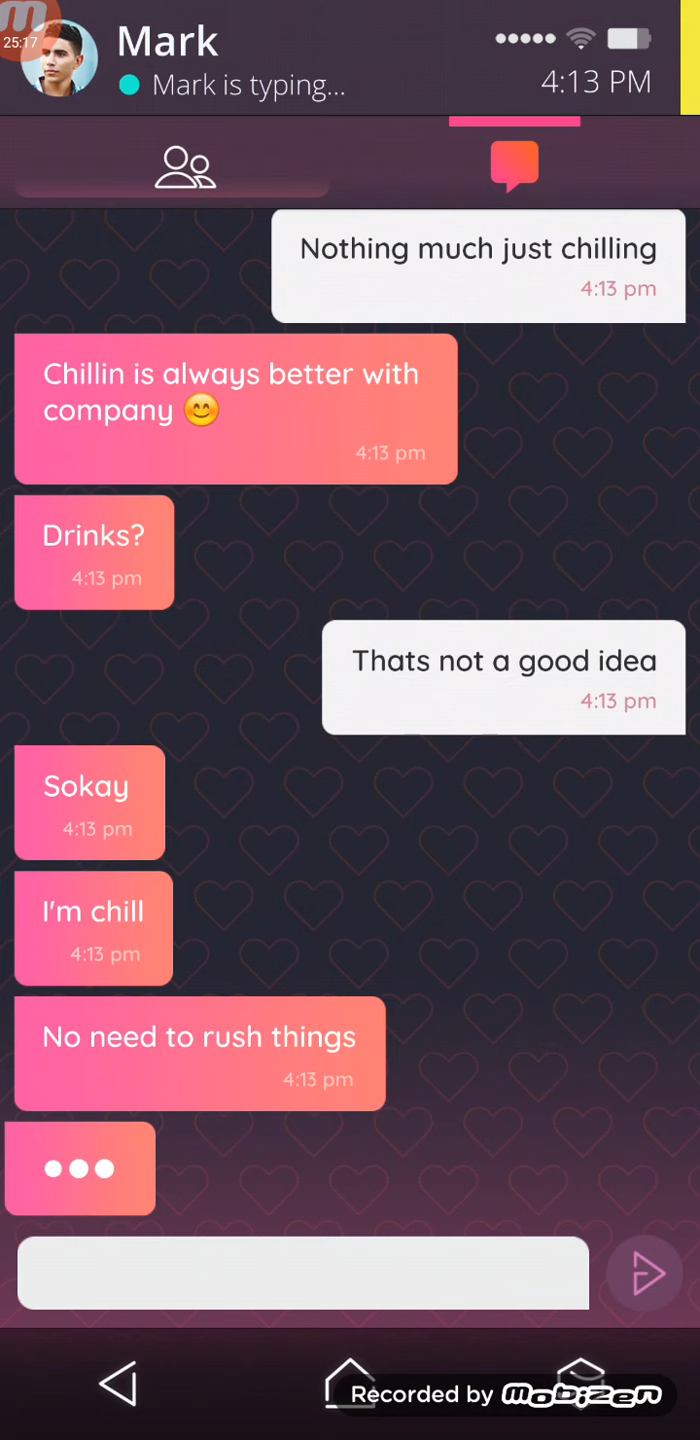 25:17
Mark
Mark is typing...
4:13 PM
Nothing much just chilling
4:13 pm
Chillin is always better with
company 😊
4:13 pm
Drinks?
4:13 pm
Thats not a good idea
4:13 pm
Sokay
4:13 pm
I'm chill
4:13 pm
No need to rush things
4:13 pm
Recorded by mobizen